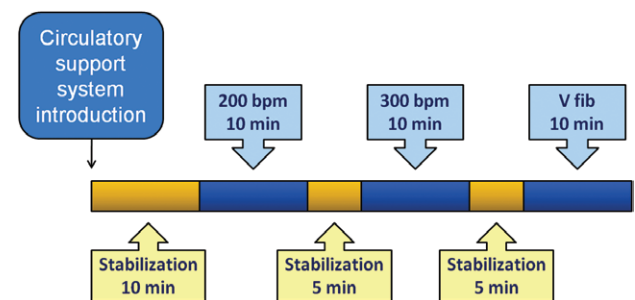 Circulatory
support
system
introduction
200 bpm
10 min
300 bpm
10 min
V fib
10 min
Stabilization
10 min
Stabilization
5 min
Stabilization
5 min